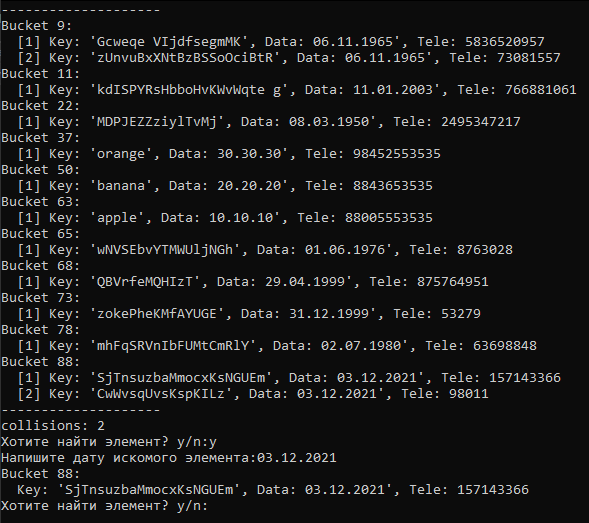 --------------------
Bucket 9:
  [1] Key: 'Gcweqe VIjdfsegmMK', Data: 06.11.1965', Tele: 5836520957
  [2] Key: 'zUnvuBxXNtBzBSSoOciBtR', Data: 06.11.1965', Tele: 73081557
Bucket 11:
  [1] Key: 'kdISPYRsHbboHvKWvWqte g', Data: 11.01.2003', Tele: 766881061
Bucket 22:
  [1] Key: 'MDPJEZZziylTvMj', Data: 08.03.1950', Tele: 2495347217
Bucket 37:
  [1] Key: 'orange', Data: 30.30.30', Tele: 98452553535
Bucket 50:
  [1] Key: 'banana', Data: 20.20.20', Tele: 8843653535
Bucket 63:
  [1] Key: 'apple', Data: 10.10.10', Tele: 88005553535
Bucket 65:
  [1] Key: 'wNVSEbvYTMWUljNGh', Data: 01.06.1976', Tele: 8763028
Bucket 68:
  [1] Key: 'QBVrfeMQHIzT', Data: 29.04.1999', Tele: 875764951
Bucket 73:
  [1] Key: 'zokePheKMfAYUGE', Data: 31.12.1999', Tele: 53279
Bucket 78:
  [1] Key: 'mhFqSRVnIbFUMtCmRlY', Data: 02.07.1980', Tele: 63698848
Bucket 88:
  [1] Key: 'SjTnsuzbaMmocxKsNGUEm', Data: 03.12.2021', Tele: 157143366
  [2] Key: 'CwWvsqUvsKspKILz', Data: 03.12.2021', Tele: 98011
--------------------
collisions: 2
Хотите найти элемент? y/n:y
Напишите дату искомого элемента:03.12.2021
Bucket 88:
  Key: 'SjTnsuzbaMmocxKsNGUEm', Data: 03.12.2021', Tele: 157143366
Хотите найти элемент? y/n: